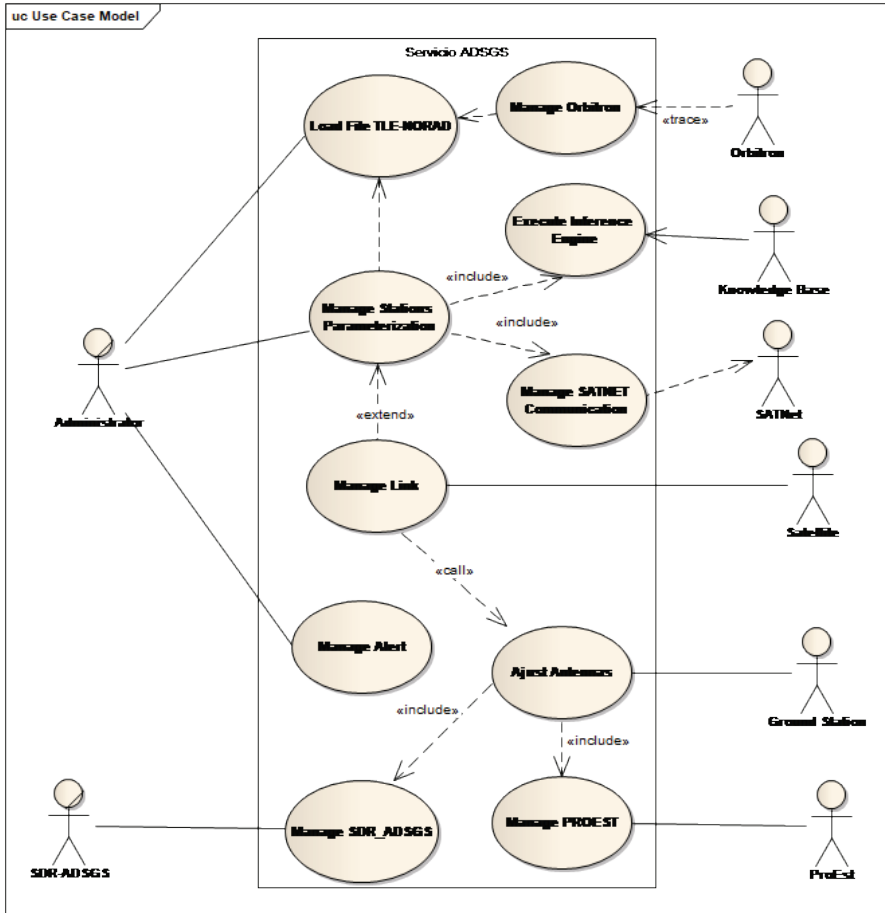 uc Use Case Model
Servicio ADSGS
Load File TLE-NORAD
Manage Orbitron
«trace»
Orbitron
Execute Inference
Engine
Knowledge Base
«include»
Manage Stations
Parameterization
«include»
Manage SATNET
Communication
SATNet
Administrator
«extend»
Manage Link
Satellite
«call»
Manage Alert
Ajust Antennas
Ground Station
«include»
«include»
Manage SDR_ADSGS
Manage PROEST
SDR-ADSGS
ProEst